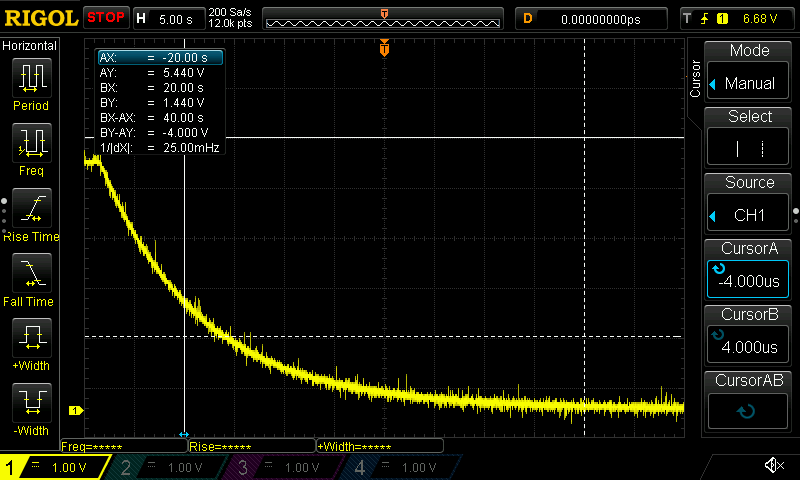 RIGOL STOP H 5.00 s 200 Sa/s 12.0k pts T D 0.00000000ps T 1 6.68 V
Horizontal
Period
Freq
Rise Time
Fall Time
+Width
-Width
T
AX: = -20.00 s
AY: = 5.440 V
BX: = 20.00 s
BY: = 1.440 V
BX-AX: = 40.00 s
BY-AY: = -4.000 V
1/|dX|: = 25.00mHz
1
Cursor
Mode
Manual
Select
Source
CH1
CursorA
-4.000us
CursorB
4.000us
CursorAB
Freq=***** Rise=***** +Width=*****
1 = 1.00 V 2 = 1.00 V 3 = 1.00 V 4 = 1.00 V